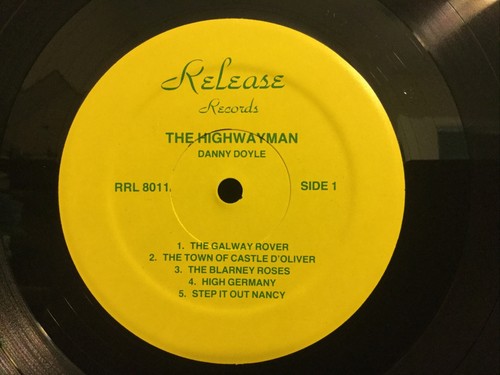 Release
Records
THE HIGHWAYMAN
DANNY DOYLE
RRL 8011. SIDE 1
1. THE GALWAY ROVER
2. THE TOWN OF CASTLE D'OLIVER
3. THE BLARNEY ROSES
4. HIGH GERMANY
5. STEP IT OUT NANCY